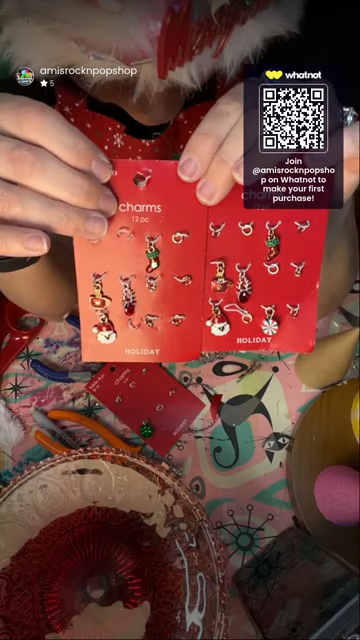 amisrocknpopshop
★ 5
whatnot
Join
@amisrocknpopsho
p on Whatnot to
make your first
purchase!
charms
12 pc
HOLIDAY
HOLIDAY
charms